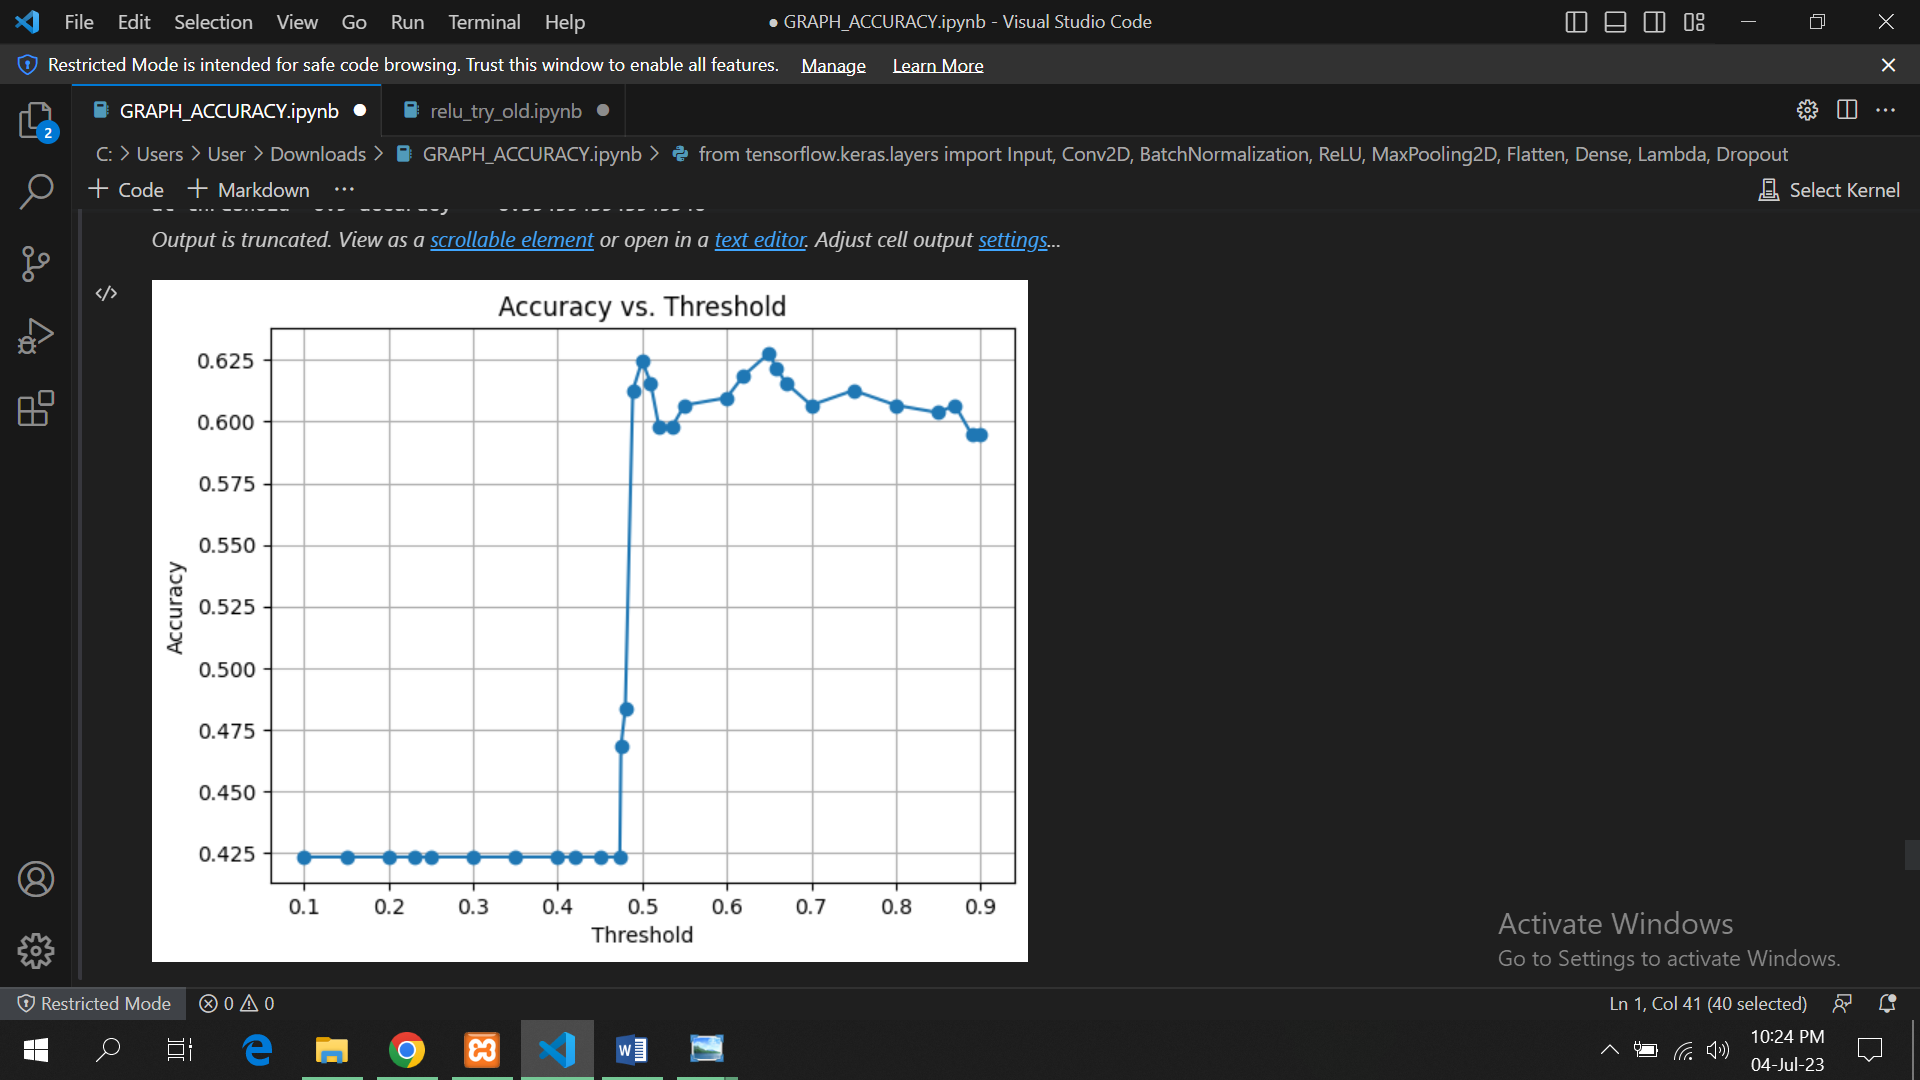 File Edit Selection View Go Run Terminal Help
● GRAPH_ACCURACY.ipynb - Visual Studio Code
Restricted Mode is intended for safe code browsing. Trust this window to enable all features. Manage Learn More
GRAPH_ACCURACY.ipynb
relu_try_old.ipynb
2
C: > Users > User > Downloads > GRAPH_ACCURACY.ipynb > from tensorflow.keras.layers import Input, Conv2D, BatchNormalization, ReLU, MaxPooling2D, Flatten, Dense, Lambda, Dropout
+ Code + Markdown ...
Select Kernel
Output is truncated. View as a scrollable element or open in a text editor. Adjust cell output settings...
Accuracy vs. Threshold
0.625
0.600
0.575
0.550
0.525
0.500
0.475
0.450
0.425
Accuracy
0.1 0.2 0.3 0.4 0.5 0.6 0.7 0.8 0.9
Threshold
Activate Windows
Go to Settings to activate Windows.
Restricted Mode 0 0
Ln 1, Col 41 (40 selected)
10:24 PM
04-Jul-23